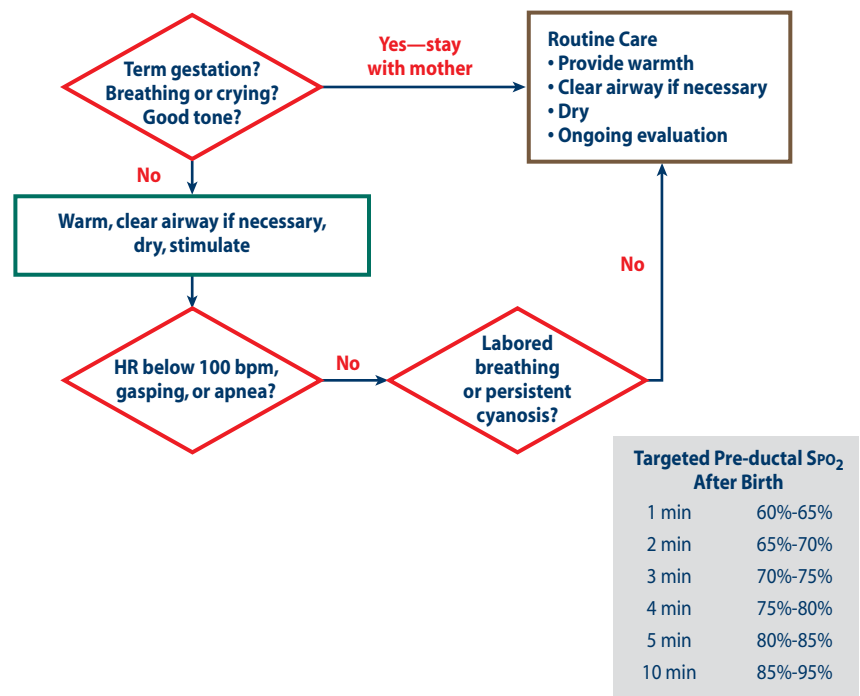 Term gestation?
Breathing or crying?
Good tone?
Yes—stay
with mother
Routine Care
• Provide warmth
• Clear airway if necessary
• Dry
• Ongoing evaluation
No
Warm, clear airway if necessary,
dry, stimulate
HR below 100 bpm,
gasping, or apnea?
No
Labored
breathing
or persistent
cyanosis?
No
Targeted Pre-ductal SPO2
After Birth
1 min 60%-65%
2 min 65%-70%
3 min 70%-75%
4 min 75%-80%
5 min 80%-85%
10 min 85%-95%